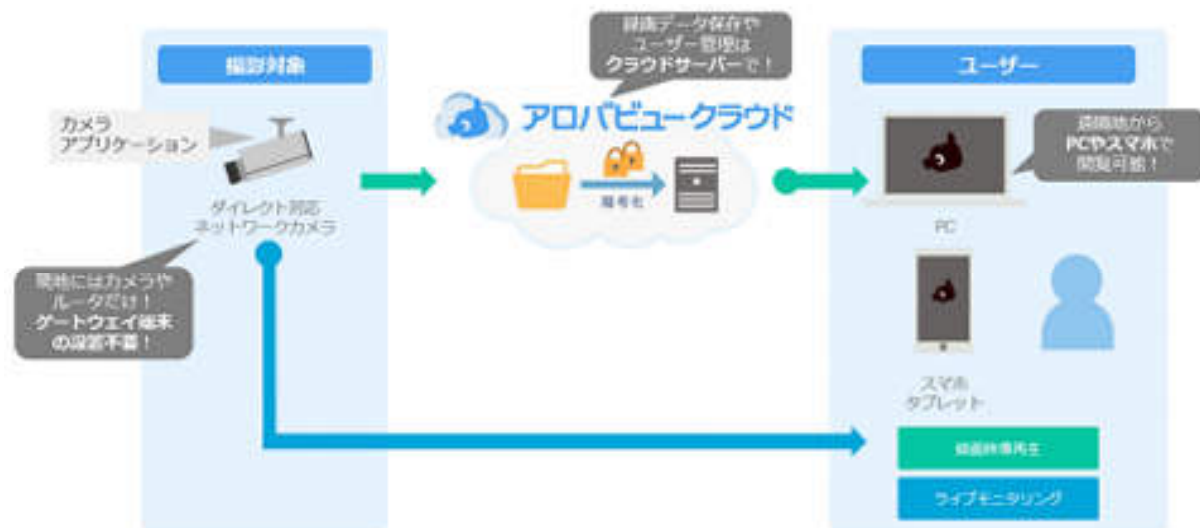 撮影対象
カメラ
アプリケーション
ダイレクト対応
ネットワークカメラ
現地にはカメラや
ルータだけ！
ゲートウェイ端末
の設置不要！
録画データ保存や
ユーザー管理は
クラウドサーバーで！
アロバビュークラウド
暗号化
ユーザー
遠隔地から
PCやスマホで
閲覧可能！
PC
スマホ
タブレット
録画映像再生
ライブモニタリング